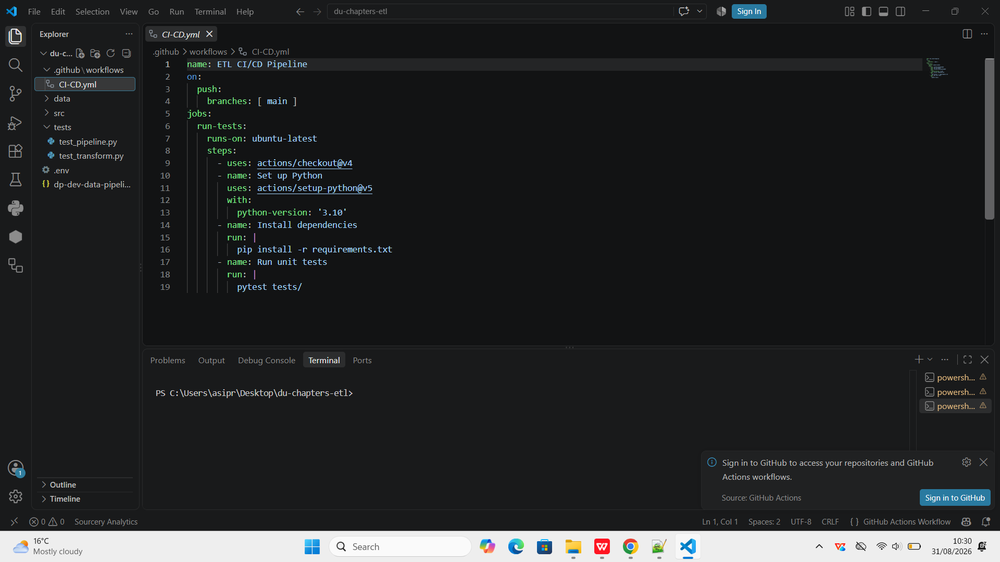 File Edit Selection View Go Run Terminal Help
du-chapters-etl
Sign In
Explorer
CI-CD.yml
du-c...
.github > workflows > CI-CD.yml
.github\workflows
CI-CD.yml
data
src
tests
test_pipeline.py
test_transform.py
.env
dp-dev-data-pipeli...
1 name: ETL CI/CD Pipeline
2 on:
3 push:
4 branches: [ main ]
5 jobs:
6 run-tests:
7 runs-on: ubuntu-latest
8 steps:
9 - uses: actions/checkout@v4
10 - name: Set up Python
11 uses: actions/setup-python@v5
12 with:
13 python-version: '3.10'
14 - name: Install dependencies
15 run: |
16 pip install -r requirements.txt
17 - name: Run unit tests
18 run: |
19 pytest tests/
Problems Output Debug Console Terminal Ports
PS C:\Users\asipr\Desktop\du-chapters-etl>
powersh...
powersh...
powersh...
1
Outline
Timeline
Sign in to GitHub to access your repositories and GitHub
Actions workflows.
Source: GitHub Actions
Sign in to GitHub
0 0 Sourcery Analytics
Ln 1, Col 1 Spaces: 2 UTF-8 CRLF { } GitHub Actions Workflow
16°C
Mostly cloudy
Search
10:30
31/08/2026